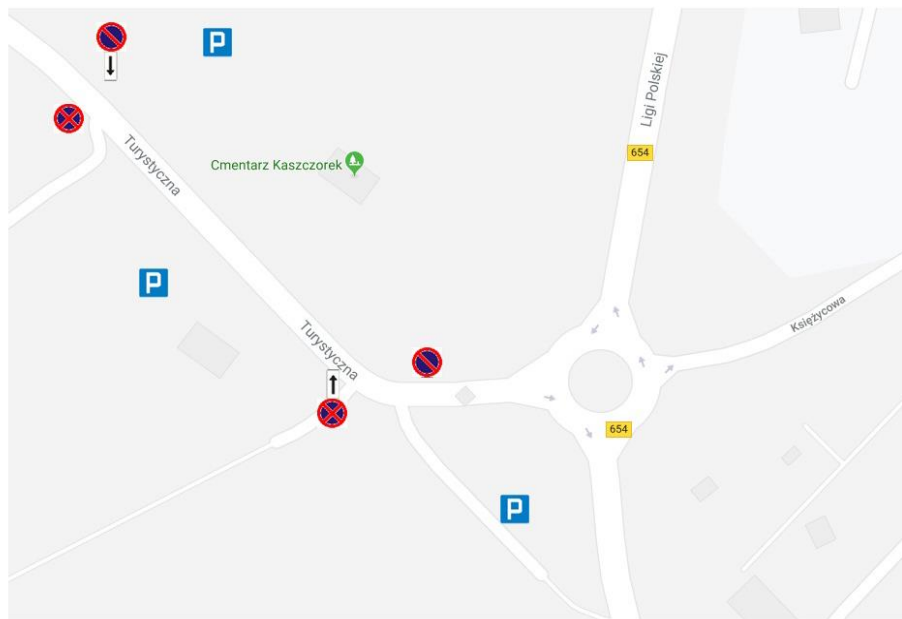 P
Ligi Polskiej
654
Turystyczna
Cmentarz Kaszczorek
P
Księżycowa
Turystyczna
654
P